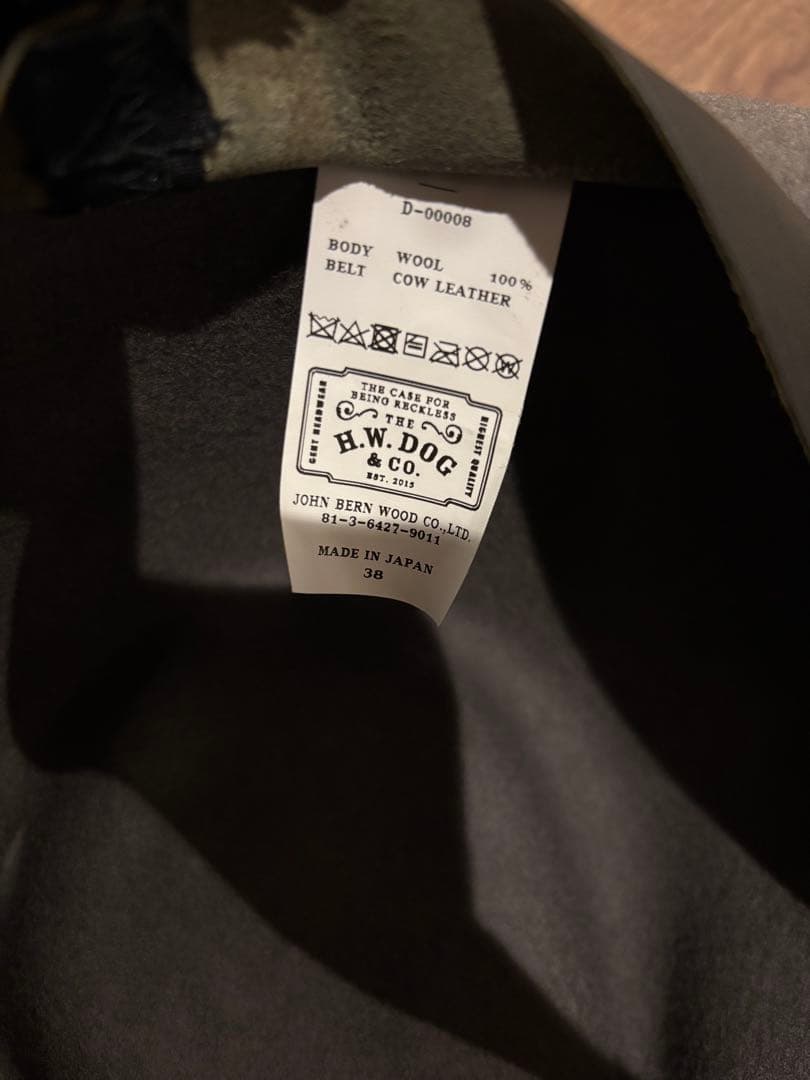 D-00008
BODY WOOL 100%
BELT COW LEATHER
THE CASE FOR
BEING RECKLESS
THE
H.W.DOG
& CO.
EST. 2015
GENT HEADWEAR
HIGHEST QUALITY
JOHN BERN WOOD CO.,LTD.
81-3-6427-9011
MADE IN JAPAN
38